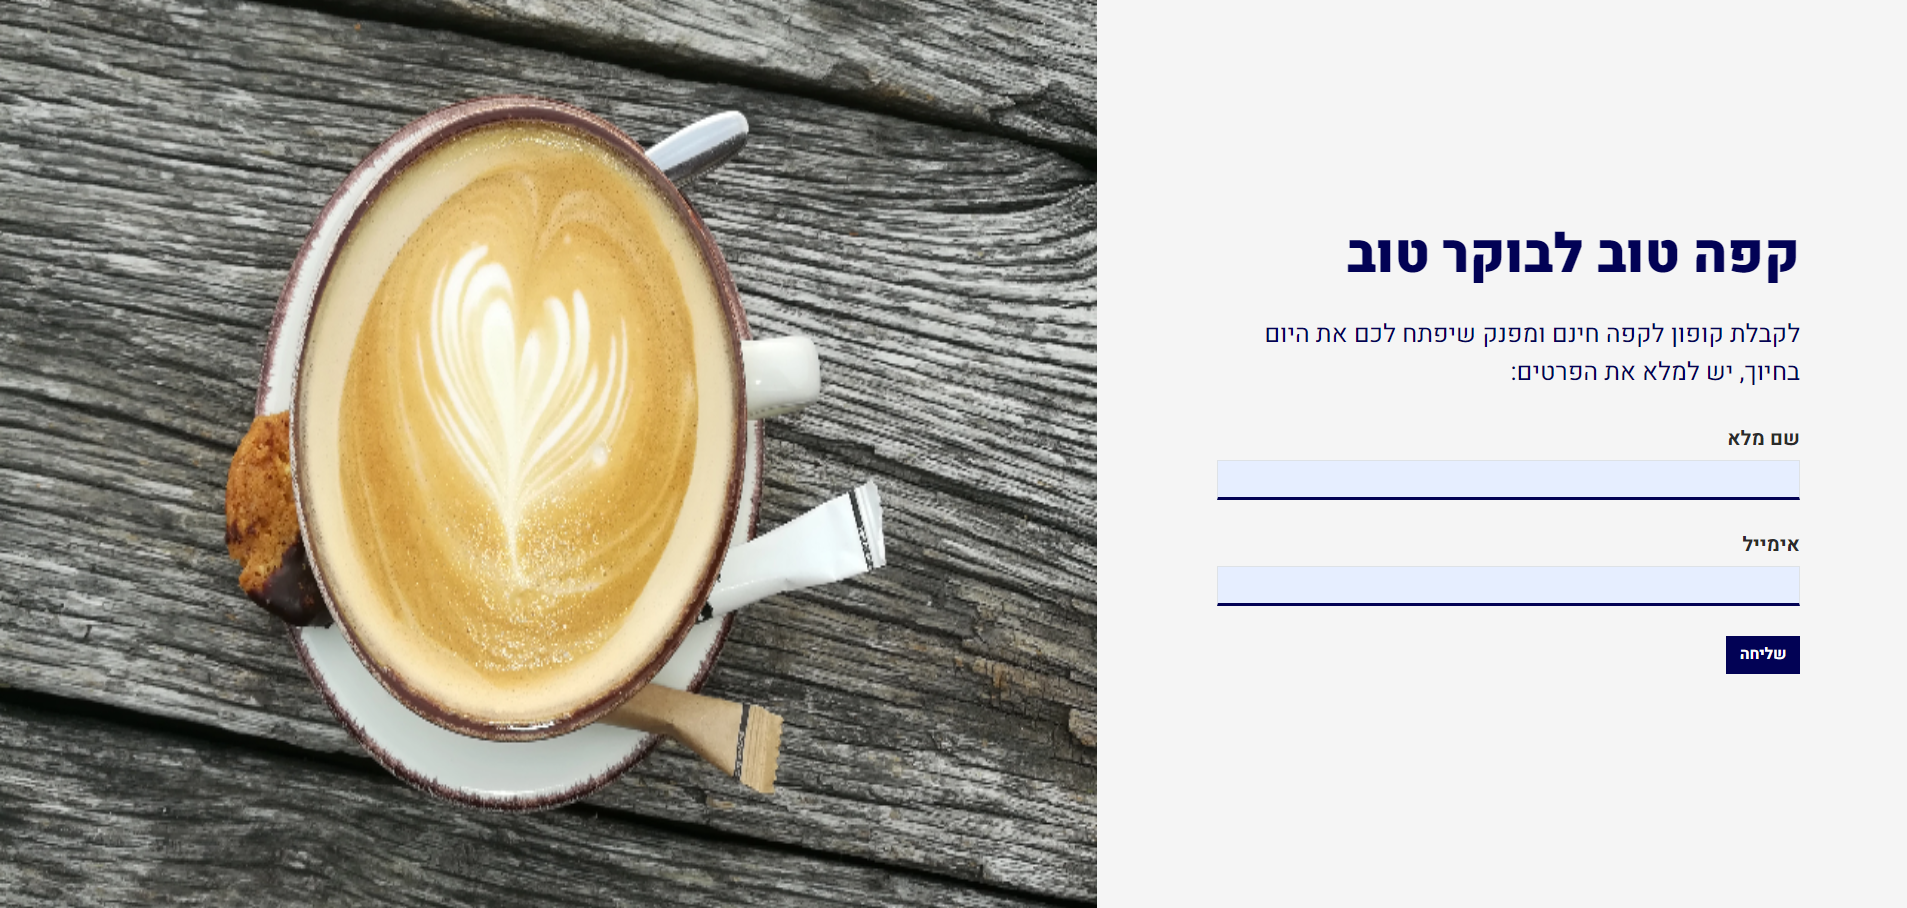 קפה טוב לבוקר טוב
לקבלת קופון לקפה חינם ומפנק שיפתח לכם את היום
בחיוך, יש למלא את הפרטים:
שם מלא
אימייל
שליחה